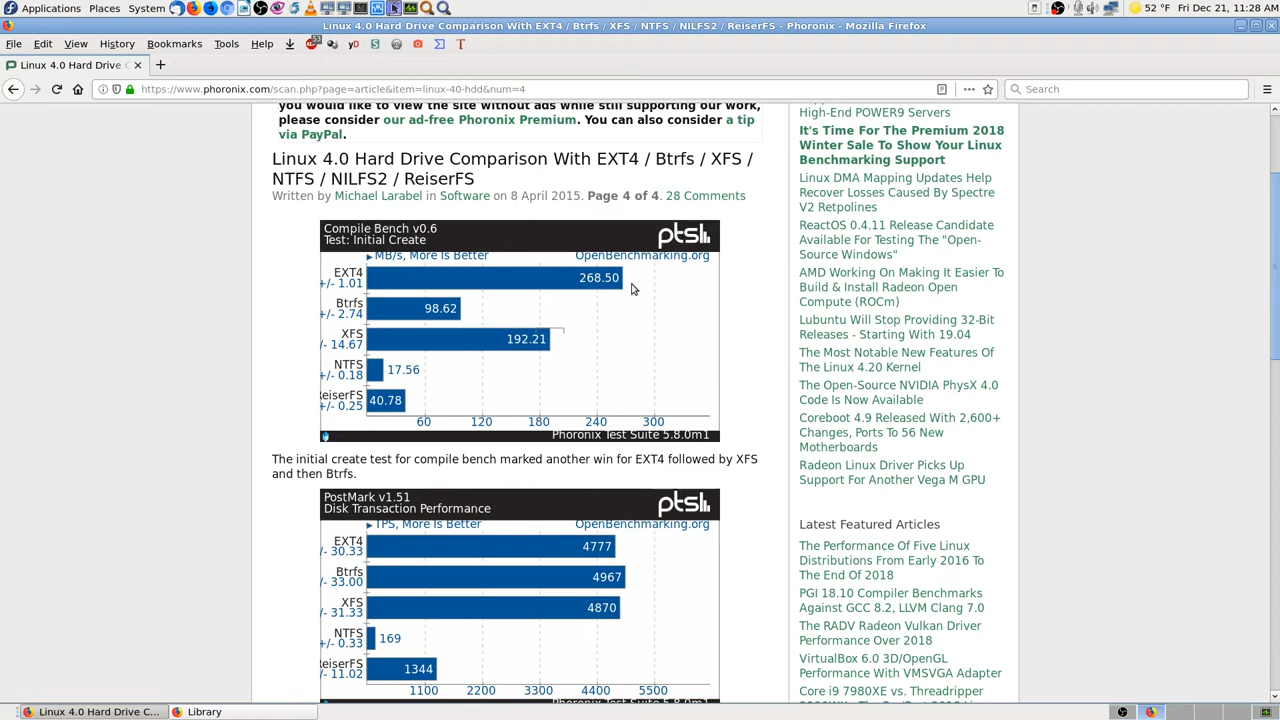 Applications Places System 52 °F Fri Dec 21, 11:28 AM
Linux 4.0 Hard Drive Comparison With EXT4 / Btrfs / XFS / NTFS / NILFS2 / ReiserFS - Phoronix - Mozilla Firefox
File Edit View History Bookmarks Tools Help
Linux 4.0 Hard Drive C
https://www.phoronix.com/scan.php?page=article&item=linux-40-hdd&num=4
Search
you would like to view the site without ads while still supporting our work,
please consider our ad-free Phoronix Premium. You can also consider a tip
via PayPal.
Linux 4.0 Hard Drive Comparison With EXT4 / Btrfs / XFS /
NTFS / NILFS2 / ReiserFS
Written by Michael Larabel in Software on 8 April 2015. Page 4 of 4. 28 Comments
Compile Bench v0.6
Test: Initial Create
ptsl
MB/s, More Is Better OpenBenchmarking.org
EXT4
+/- 1.01
268.50
Btrfs
+/- 2.74
98.62
XFS
+/- 14.67
192.21
NTFS
+/- 0.18
17.56
ReiserFS
+/- 0.25
40.78
60 120 180 240 300
Phoronix Test Suite 5.8.0m1
The initial create test for compile bench marked another win for EXT4 followed by XFS
and then Btrfs.
PostMark v1.51
Disk Transaction Performance
ptsl
TPS, More Is Better OpenBenchmarking.org
EXT4
/- 30.33
4777
Btrfs
/- 33.00
4967
XFS
/- 31.33
4870
NTFS
+/- 0.33
169
ReiserFS
/- 11.02
1344
1100 2200 3300 4400 5500
Phoronix Test Suite 5.8.0m1
High-End POWER9 Servers
It's Time For The Premium 2018
Winter Sale To Show Your Linux
Benchmarking Support
Linux DMA Mapping Updates Help
Recover Losses Caused By Spectre
V2 Retpolines
ReactOS 0.4.11 Release Candidate
Available For Testing The "Open-
Source Windows"
AMD Working On Making It Easier To
Build & Install Radeon Open
Compute (ROCm)
Lubuntu Will Stop Providing 32-Bit
Releases - Starting With 19.04
The Most Notable New Features Of
The Linux 4.20 Kernel
The Open-Source NVIDIA PhysX 4.0
Code Is Now Available
Coreboot 4.9 Released With 2,600+
Changes, Ports To 56 New
Motherboards
Radeon Linux Driver Picks Up
Support For Another Vega M GPU
Latest Featured Articles
The Performance Of Five Linux
Distributions From Early 2016 To
The End Of 2018
PGI 18.10 Compiler Benchmarks
Against GCC 8.2, LLVM Clang 7.0
The RADV Radeon Vulkan Driver
Performance Over 2018
VirtualBox 6.0 3D/OpenGL
Performance With VMSVGA Adapter
Core i9 7980XE vs. Threadripper
Linux 4.0 Hard Drive C...
Library